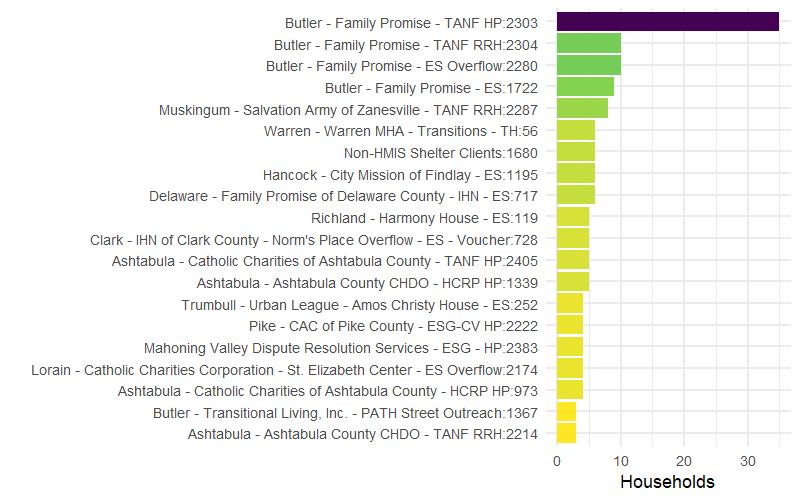 Butler - Family Promise - TANF HP:2303
Butler - Family Promise - TANF RRH:2304
Butler - Family Promise - ES Overflow:2280
Butler - Family Promise - ES:1722
Muskingum - Salvation Army of Zanesville - TANF RRH:2287
Warren - Warren MHA - Transitions - TH:56
Non-HMIS Shelter Clients:1680
Hancock - City Mission of Findlay - ES:1195
Delaware - Family Promise of Delaware County - IHN - ES:717
Richland - Harmony House - ES:119
Clark - IHN of Clark County - Norm's Place Overflow - ES - Voucher:728
Ashtabula - Catholic Charities of Ashtabula County - TANF HP:2405
Ashtabula - Ashtabula County CHDO - HCRP HP:1339
Trumbull - Urban League - Amos Christy House - ES:252
Pike - CAC of Pike County - ESG-CV HP:2222
Mahoning Valley Dispute Resolution Services - ESG - HP:2383
Lorain - Catholic Charities Corporation - St. Elizabeth Center - ES Overflow:2174
Ashtabula - Catholic Charities of Ashtabula County - HCRP HP:973
Butler - Transitional Living, Inc. - PATH Street Outreach:1367
Ashtabula - Ashtabula County CHDO - TANF RRH:2214
0 10 20 30
Households